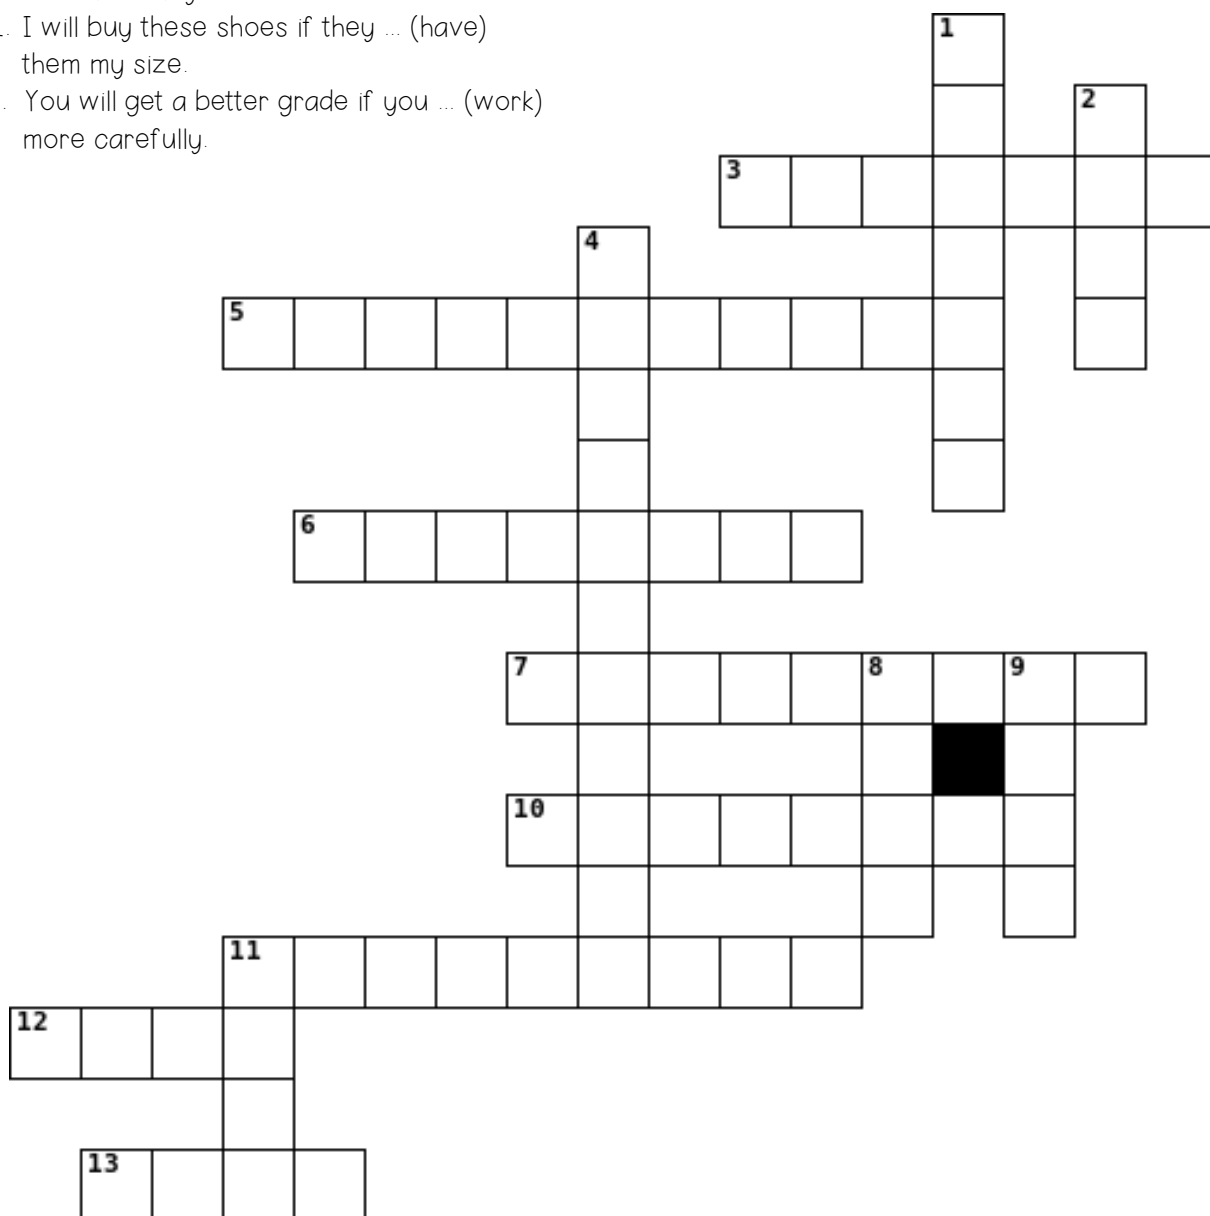 . I will buy these shoes if they ... (have)
them my size.
. You will get a better grade if you ... (work)
more carefully.
1
2
3
4
5
6
7 8 9
10
11
12
13